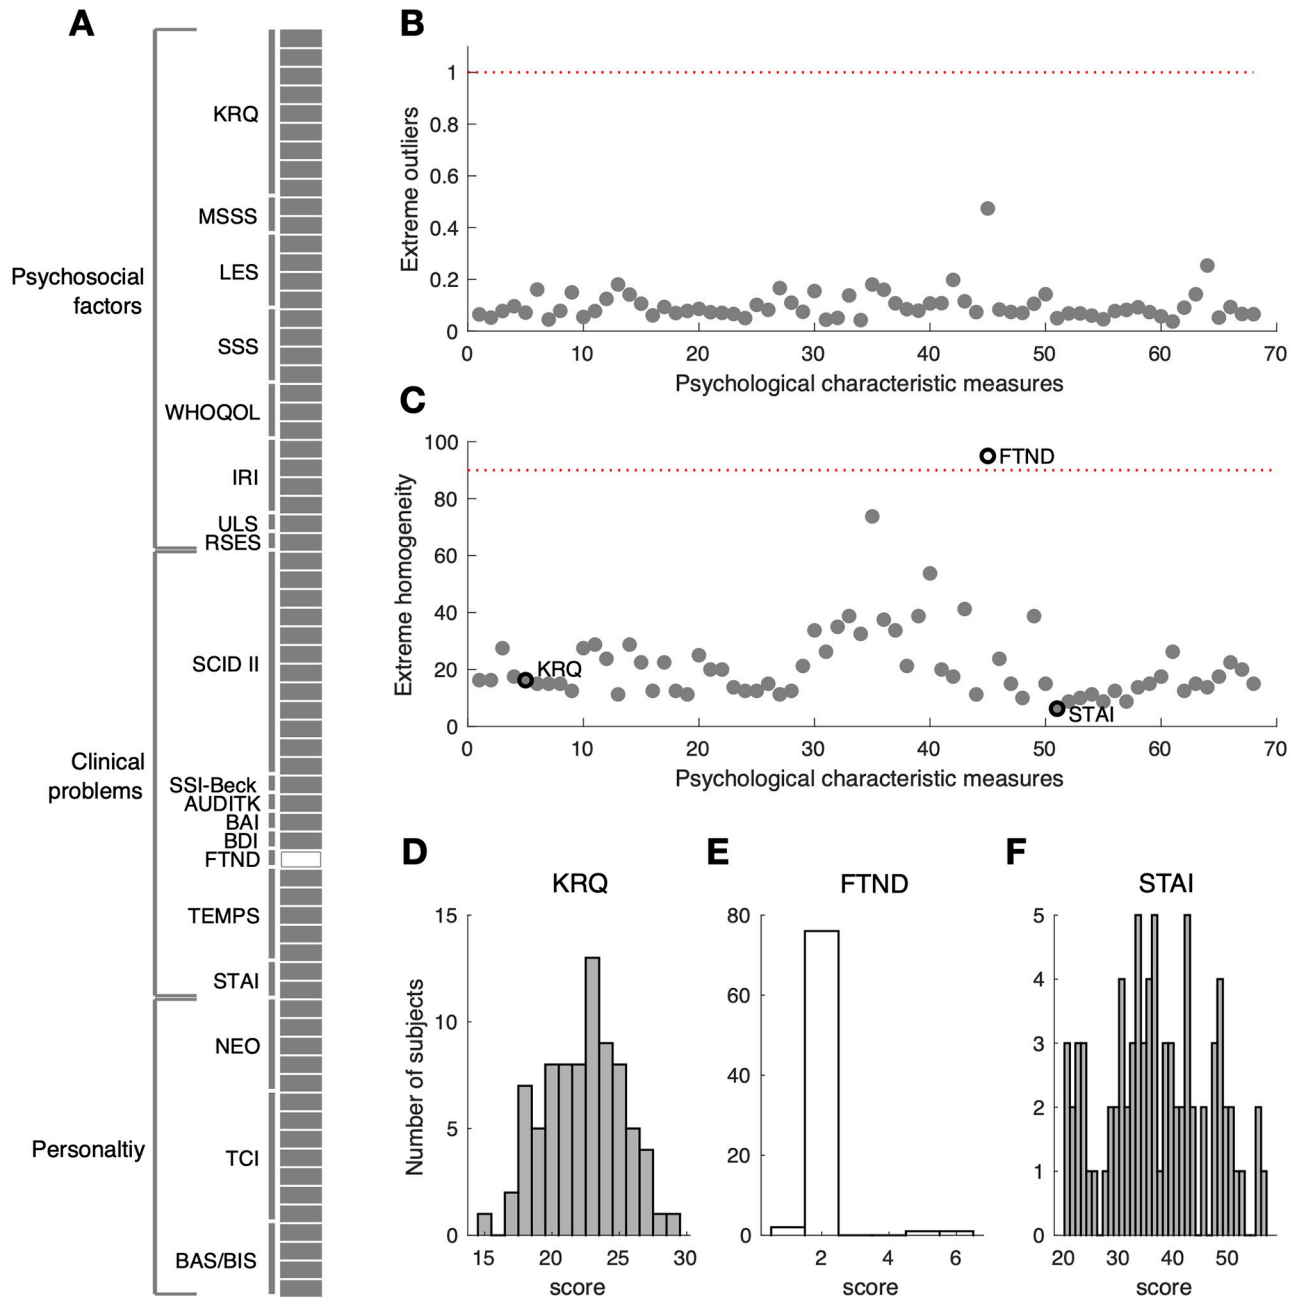 A
KRQ
MSSS
LES
Psychosocial
factors
SSS
WHOQOL
IRI
ULS
RSES
SCID II
Clinical
problems
SSI-Beck
AUDITK
BAI
BDI
FTND
TEMPS
STAI
NEO
Personaltiy
TCI
BAS/BIS
B
Extreme outliers
1
0.8
0.6
0.4
0.2
0
0 10 20 30 40 50 60 70
Psychological characteristic measures
C
Extreme homogeneity
100
80
60
40
20
0
FTND
KRQ
STAI
0 10 20 30 40 50 60 70
Psychological characteristic measures
D
KRQ
Number of subjects
15
10
5
0
15 20 25 30
score
E
FTND
80
60
40
20
0
2 4 6
score
F
STAI
5
4
3
2
1
0
20 30 40 50
score